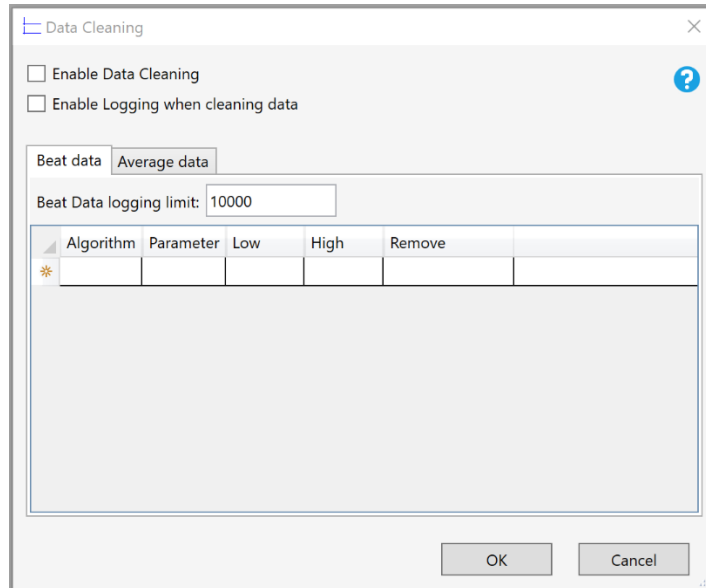 Data Cleaning
Enable Data Cleaning
Enable Logging when cleaning data
Beat data Average data
Beat Data logging limit: 10000
Algorithm Parameter Low High Remove
OK Cancel